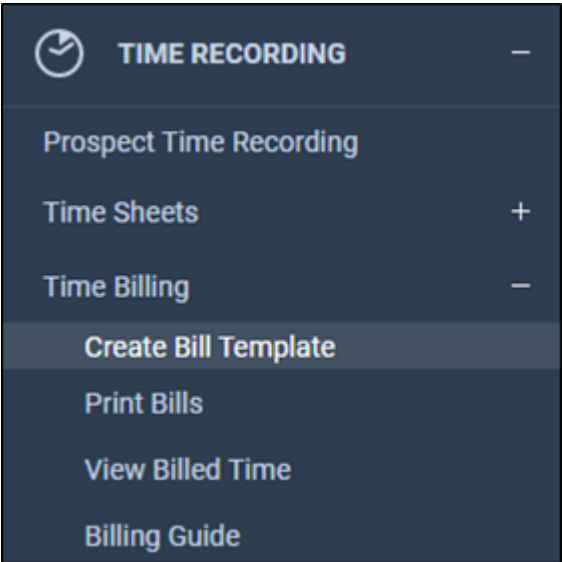 TIME RECORDING −
Prospect Time Recording
Time Sheets +
Time Billing −
Create Bill Template
Print Bills
View Billed Time
Billing Guide